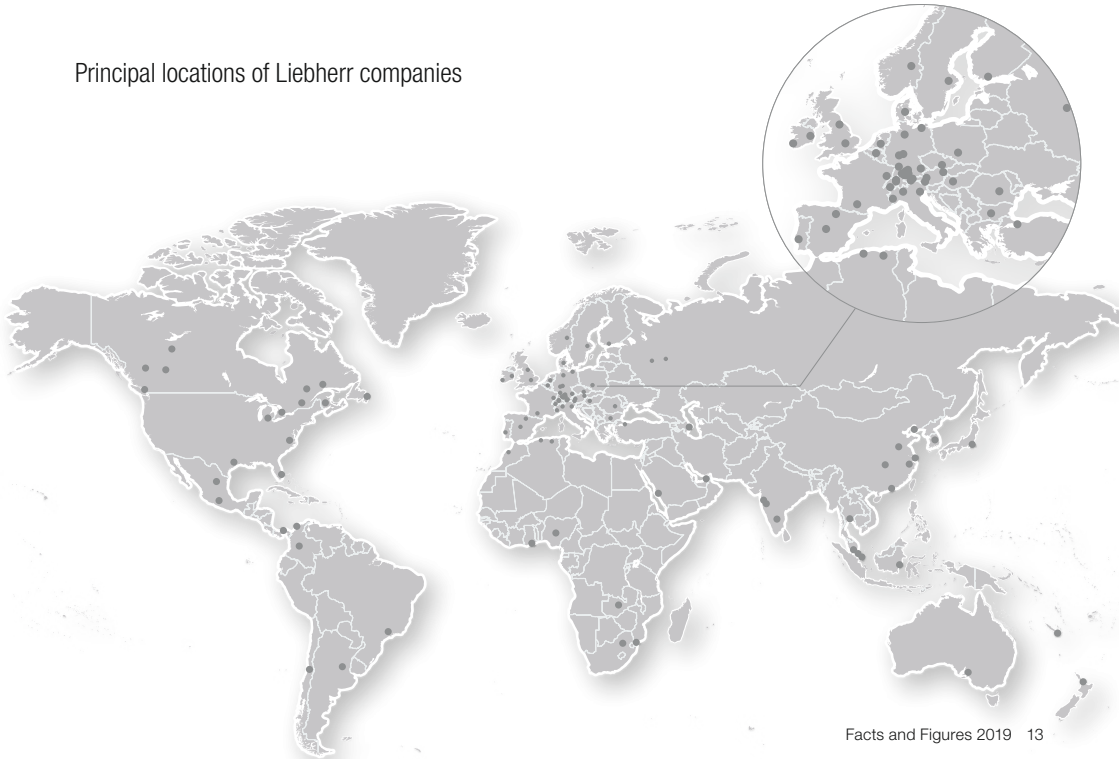 Principal locations of Liebherr companies
Facts and Figures 2019 13